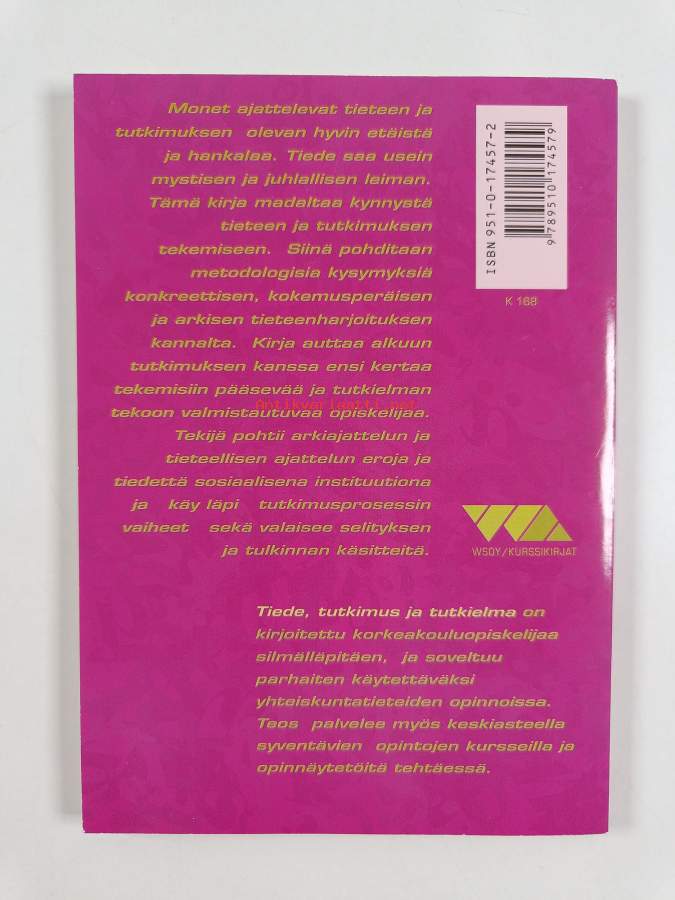 Monet ajattelevat tieteen ja
tutkimuksen olevan hyvin etäistä
ja hankalaa. Tiede saa usein
mystisen ja juhlallisen leiman.
Tämä kirja madaltaa kynnystä
tieteen ja tutkimuksen
tekemiseen. Siinä pohditaan
metodologisia kysymyksiä
konkreettisen, kokemusperäisen
ja arkisen tieteenharjoituksen
kannalta. Kirja auttaa alkuun
tutkimuksen kanssa ensi kertaa
tekemisiin pääsevää ja tutkielman
tekoon valmistautuvaa opiskelijaa.
Antikvariaatti.net
Tekijä pohtii arkiajattelun ja
tieteellisen ajattelun eroja ja
tiedettä sosiaalisena instituutiona
ja käy läpi tutkimusprosessin
vaiheet sekä valaisee selityksen
ja tulkinnan käsitteitä.
ISBN 951-0-17457-2
9 789510 174579
K 168
WSOY/KURSSIKIRJAT
Tiede, tutkimus ja tutkielma on
kirjoitettu korkeakouluopiskelijaa
silmälläpitäen, ja soveltuu
parhaiten käytettäväksi
yhteiskuntatieteiden opinnoissa.
Teos palvelee myös keskiasteella
syventävien opintojen kursseilla ja
opinnäytetöitä tehtäessä.